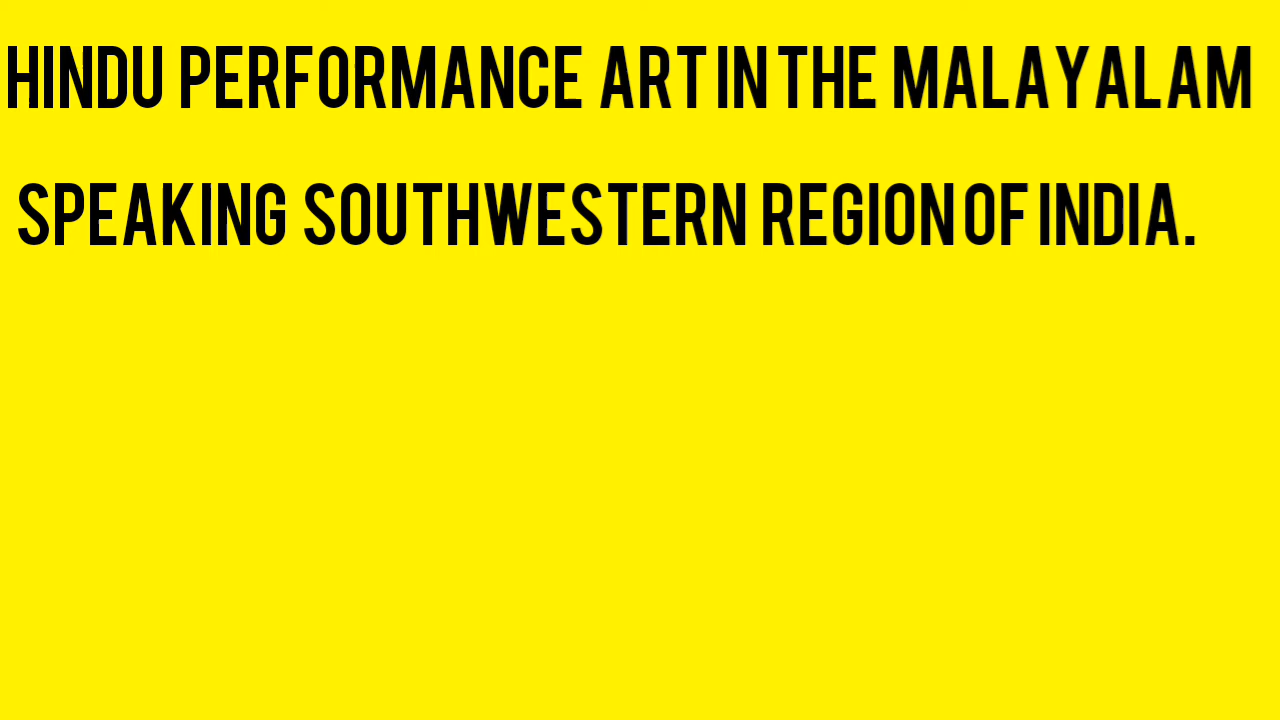 HINDU PERFORMANCE ART IN THE MALAYALAM
SPEAKING SOUTHWESTERN REGION OF INDIA.